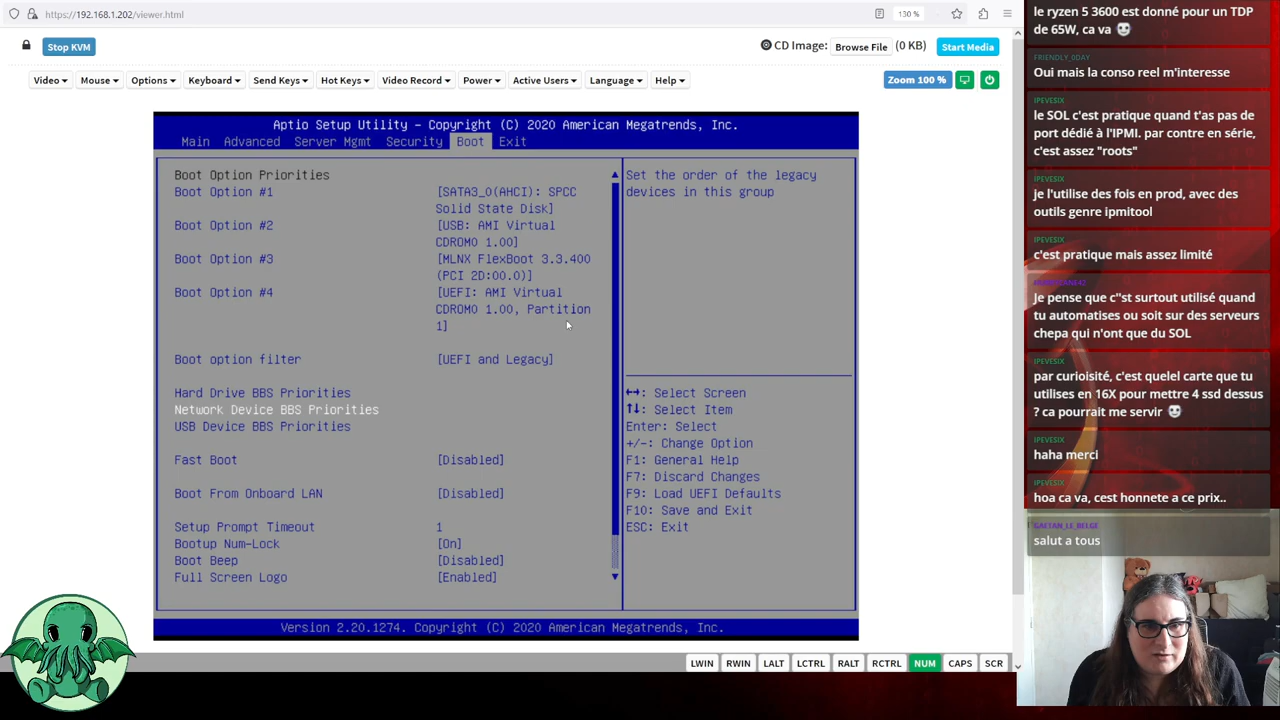 https://192.168.1.202/viewer.html
130 %
Stop KVM
CD Image:
Browse File
(0 KB)
Start Media
Video
Mouse
Options
Keyboard
Send Keys
Hot Keys
Video Record
Power
Active Users
Language
Help
Zoom 100 %
Aptio Setup Utility - Copyright (C) 2020 American Megatrends, Inc.
Main Advanced Server Mgmt Security Boot Exit
Boot Option Priorities
Boot Option #1 [SATA3_0(AHCI): SPCC
Solid State Disk]
Boot Option #2 [USB: AMI Virtual
CDROM0 1.00]
Boot Option #3 [MLNX FlexBoot 3.3.400
(PCI 2D:00.0)]
Boot Option #4 [UEFI: AMI Virtual
CDROM0 1.00, Partition
1]
Boot option filter [UEFI and Legacy]
Hard Drive BBS Priorities
Network Device BBS Priorities
USB Device BBS Priorities
Fast Boot [Disabled]
Boot From Onboard LAN [Disabled]
Setup Prompt Timeout 1
Bootup Num-Lock [On]
Boot Beep [Disabled]
Full Screen Logo [Enabled]
Set the order of the legacy
devices in this group
↔: Select Screen
↑↓: Select Item
Enter: Select
+/-: Change Option
F1: General Help
F7: Discard Changes
F9: Load UEFI Defaults
F10: Save and Exit
ESC: Exit
Version 2.20.1274. Copyright (C) 2020 American Megatrends, Inc.
LWIN
RWIN
LALT
LCTRL
RALT
RCTRL
NUM
CAPS
SCR
le ryzen 5 3600 est donné pour un TDP
de 65W, ca va
FRIENDLY_0DAY
Oui mais la conso reel m'interesse
IPEVESIX
le SOL c'est pratique quand t'as pas de
port dédié à l'IPMI. par contre en série,
c'est assez "roots"
IPEVESIX
je l'utilise des fois en prod, avec des
outils genre ipmitool
IPEVESIX
c'est pratique mais assez limité
Je pense que c''st surtout utilisé quand
tu automatises ou soit sur des serveurs
chepa qui n'ont que du SOL
IPEVESIX
par curioisité, c'est quelel carte que tu
utilises en 16X pour mettre 4 ssd dessus
? ca pourrait me servir
IPEVESIX
haha merci
IPEVESIX
hoa ca va, cest honnete a ce prix..
GAETAN_LE_BELGE
salut a tous